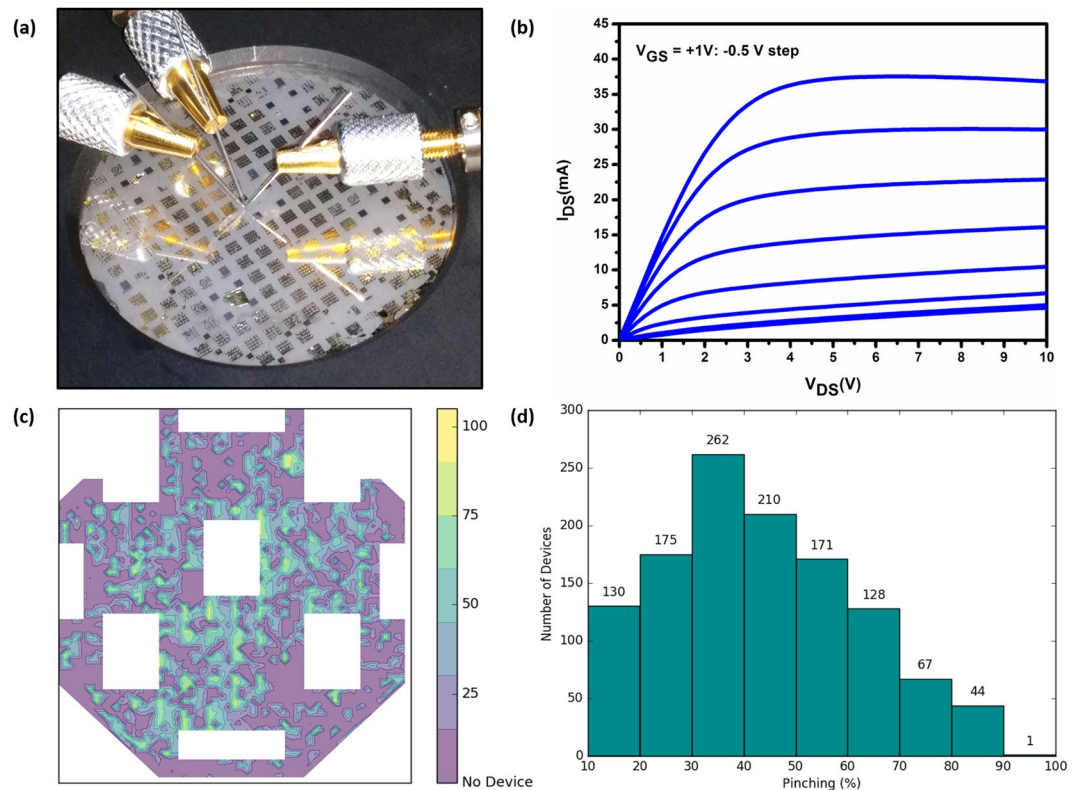 (a)
(b)
V_GS = +1V: -0.5 V step
I_DS(mA)
45
40
35
30
25
20
15
10
5
0
0 1 2 3 4 5 6 7 8 9 10
V_DS(V)
(c)
100
75
50
25
No Device
(d)
Number of Devices
300
250
200
150
100
50
0
130
175
262
210
171
128
67
44
1
10 20 30 40 50 60 70 80 90 100
Pinching (%)